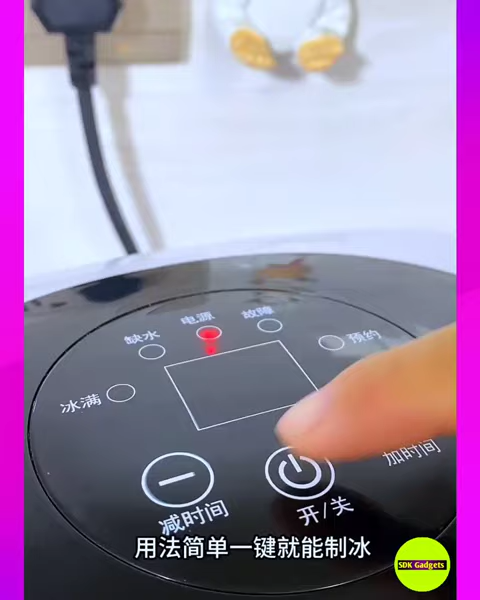 电源
故障
缺水
预约
冰满
加时间
减时间
开/关
用法简单一键就能制冰
SDK Gadgets